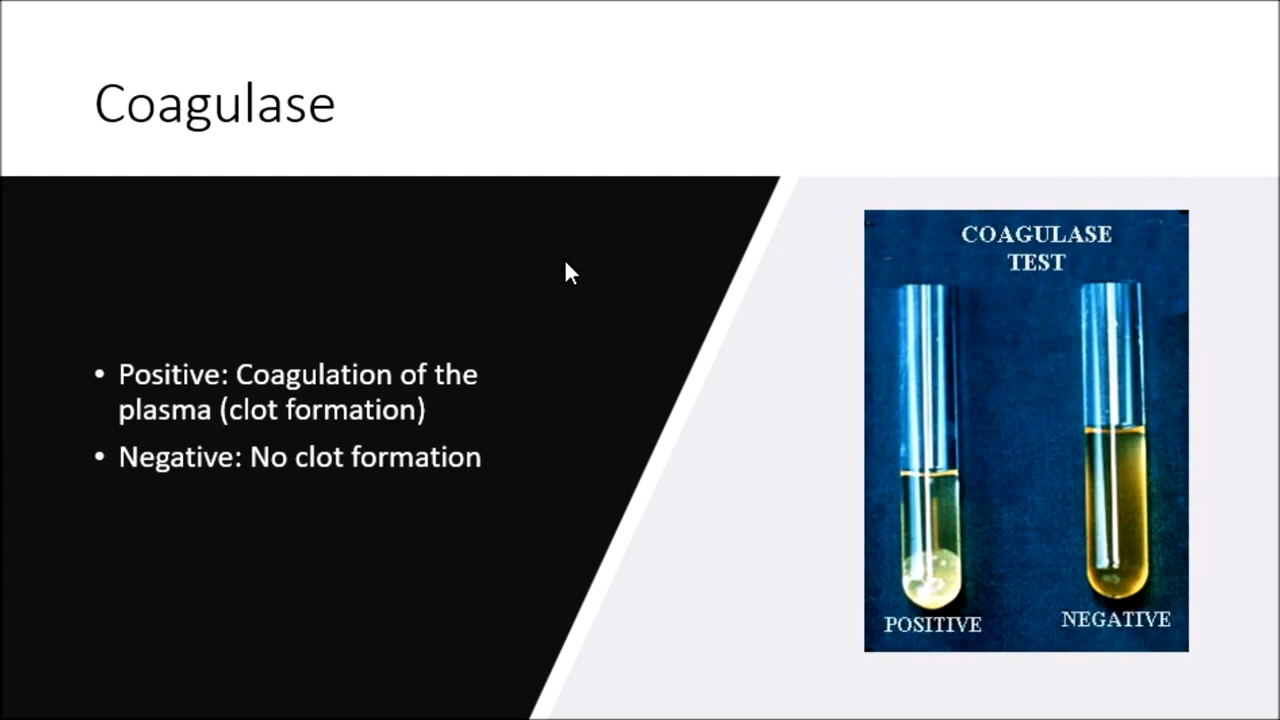 Coagulase
• Positive: Coagulation of the
plasma (clot formation)
• Negative: No clot formation
COAGULASE
TEST
POSITIVE
NEGATIVE